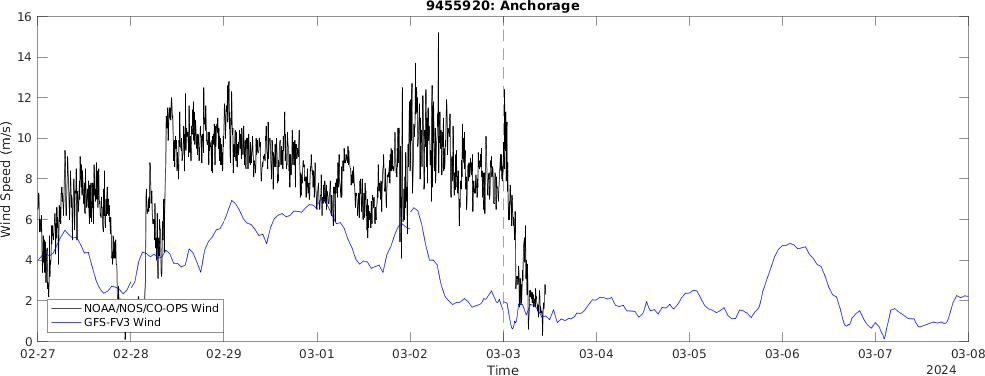 9455920: Anchorage
16
14
12
10
8
6
4
2
0
Wind Speed (m/s)
NOAA/NOS/CO-OPS Wind
GFS-FV3 Wind
02-27 02-28 02-29 03-01 03-02 03-03 03-04 03-05 03-06 03-07 03-08
Time
2024